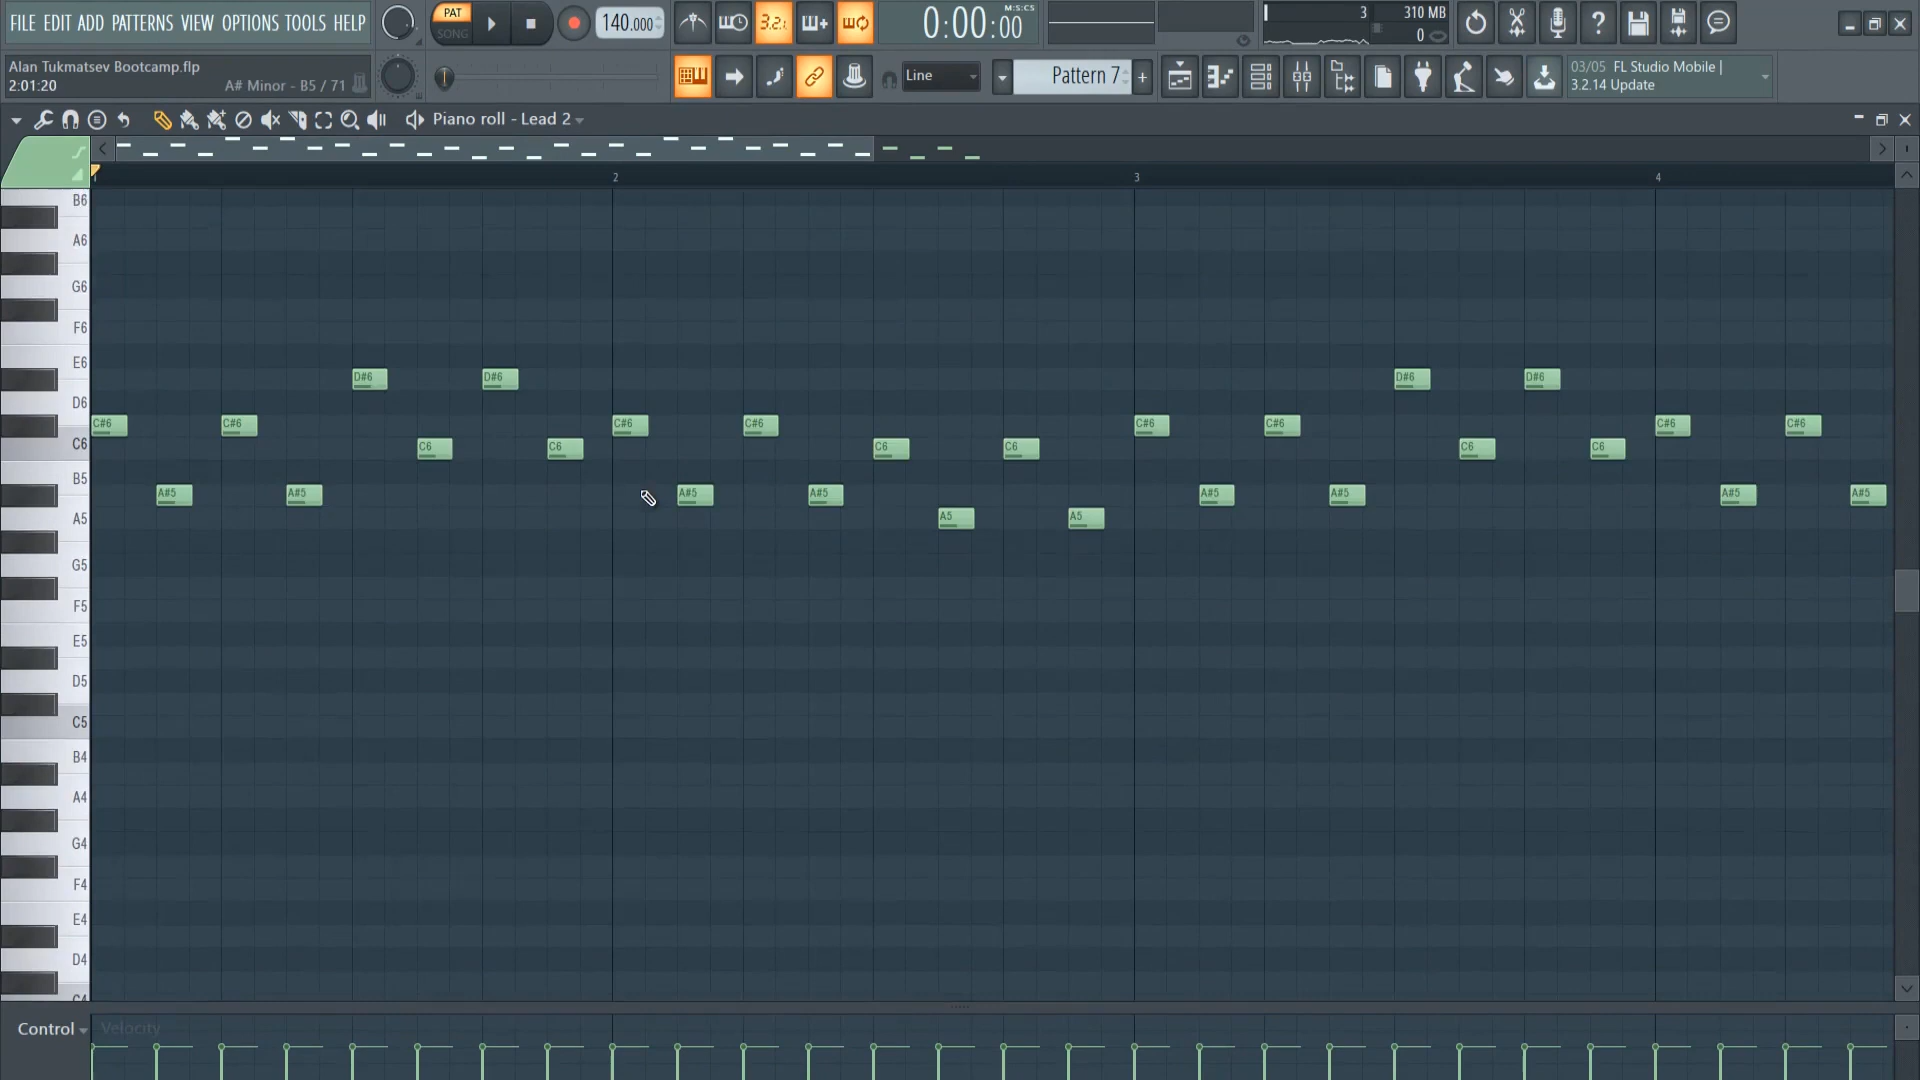 FILE EDIT ADD PATTERNS VIEW OPTIONS TOOLS HELP
PAT
SONG
140.000
3.2.
0:00:00
M:S:CS
3
310 MB
0
Alan Tukmatsev Bootcamp.flp
2:01:20
A# Minor - B5 / 71
Line
Pattern 7
03/05 FL Studio Mobile |
3.2.14 Update
Piano roll - Lead 2
2 3 4
B6
A6
G6
F6
E6
D#6 D#6 D#6 D#6
D6
C#6 C#6 C#6 C#6 C#6 C#6 C#6 C#6
C6 C6 C6 C6 C6 C6 C6
B5
A#5 A#5 A#5 A#5 A#5 A#5 A#5 A#5
A5 A5 A5
G5
F5
E5
D5
C5
B4
A4
G4
F4
E4
D4
C4
Control
Velocity